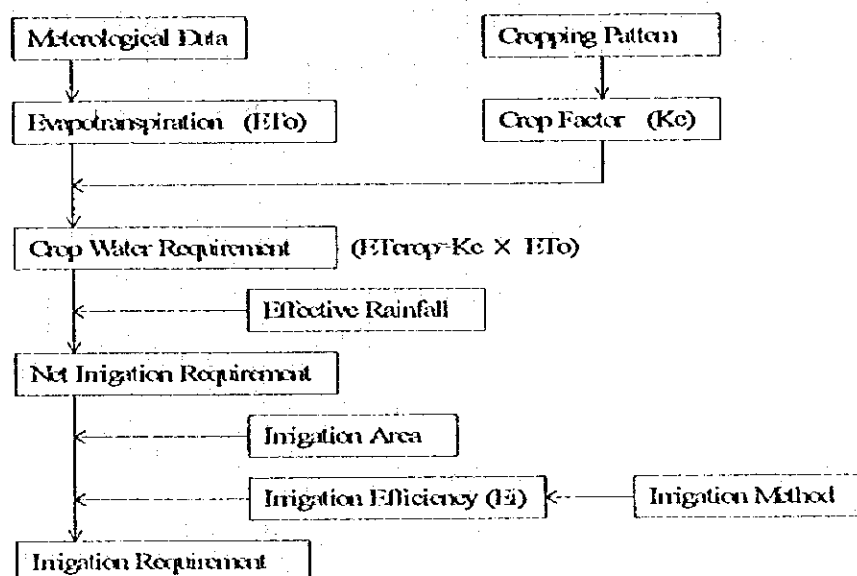 Meterological Data
Cropping Pattern
Evapotranspiration (ETo)
Crop Factor (Kc)
Crop Water Requirement (ETcrop=Kc × ETo)
Effective Rainfall
Net Irrigation Requirement
Irrigation Area
Irrigation Efficiency (Ei)
Irrigation Method
Irrigation Requirement